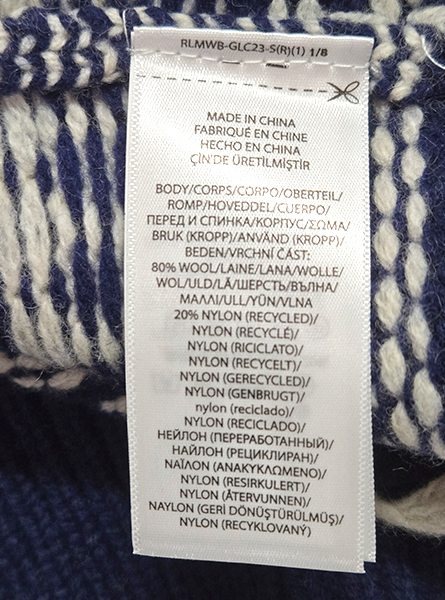 RLMWB-GLC23-S(R)(1) 1/8
MADE IN CHINA
FABRIQUÉ EN CHINE
HECHO EN CHINA
ÇİN'DE ÜRETİLMİŞTİR
BODY/CORPS/CORPO/OBERTEIL/
ROMP/HOVEDDEL/CUERPO/
ПЕРЕД И СПИНКА/КОРПУС/ΣΩΜΑ/
BRUK (KROPP)/ANVÄND (KROPP)/
BEDEN/VRCHNÍ ČÁST:
80% WOOL/LAINE/LANA/WOLLE/
WOL/ULD/LÃ/ШЕРСТЬ/ВЪЛНА/
ΜΑΛΛΙ/ULL/YÜN/VLNA
20% NYLON (RECYCLED)/
NYLON (RECYCLÉ)/
NYLON (RICICLATO)/
NYLON (RECYCELT)/
NYLON (GERECYCLED)/
NYLON (GENBRUGT)/
nylon (reciclado)/
NYLON (RECICLADO)/
НЕЙЛОН (ПЕРЕРАБОТАННЫЙ)/
НАЙЛОН (РЕЦИКЛИРАН)/
ΝΑΪΛΟΝ (ΑΝΑΚΥΚΛΩΜΕΝΟ)/
NYLON (RESIRKULERT)/
NYLON (ÅTERVUNNEN)/
NAYLON (GERİ DÖNÜŞTÜRÜLMÜŞ)/
NYLON (RECYKLOVANÝ)